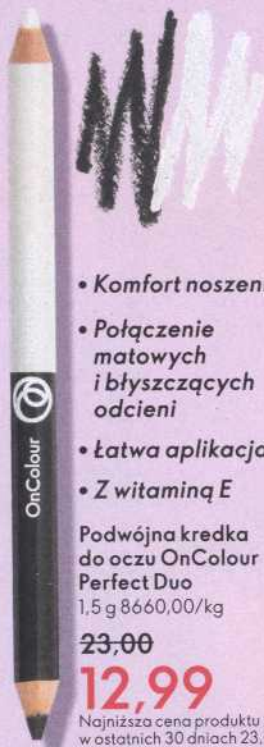 • Komfort noszen
• Połączenie
matowych
i błyszczących
odcieni
• Łatwa aplikacja
• Z witaminą E
OnColour
Podwójna kredka
do oczu OnColour
Perfect Duo
1,5 g 8660,00/kg
23,00
12,99
Najniższa cena produktu
w ostatnich 30 dniach 23,